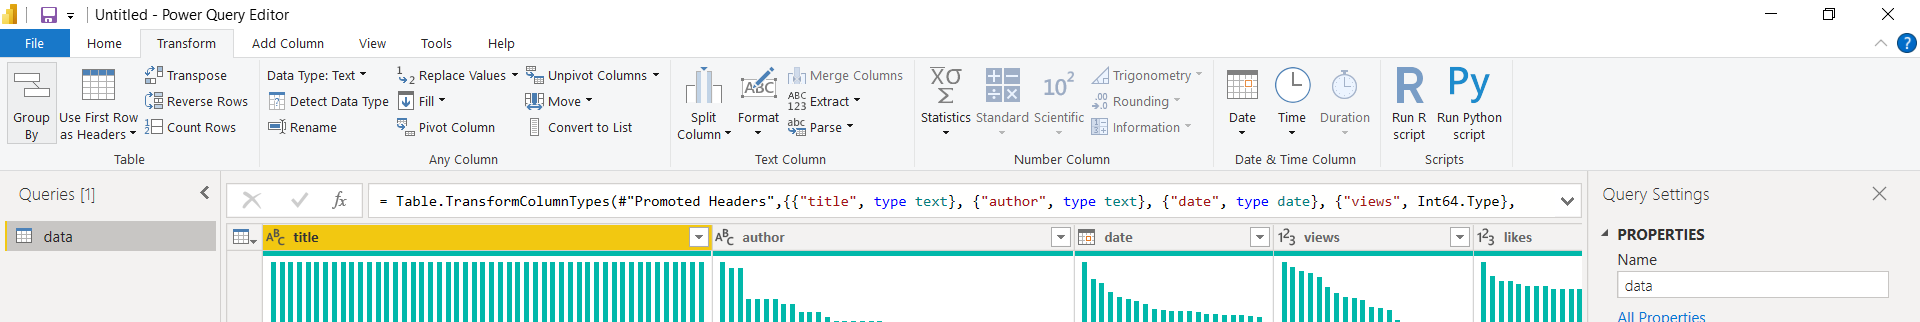 Untitled - Power Query Editor
File Home Transform Add Column View Tools Help
Group By
Use First Row as Headers
Transpose
Reverse Rows
Count Rows
Table
Data Type: Text
Detect Data Type
Rename
Replace Values
Fill
Pivot Column
Unpivot Columns
Move
Convert to List
Any Column
Split Column
Format
Merge Columns
Extract
Parse
Text Column
Statistics
Standard
Scientific
Trigonometry
Rounding
Information
Number Column
Date
Time
Duration
Date & Time Column
Run R script
Run Python script
Scripts
Queries [1]
data
= Table.TransformColumnTypes(#"Promoted Headers",{{"title", type text}, {"author", type text}, {"date", type date}, {"views", Int64.Type},
title
author
date
views
likes
Query Settings
PROPERTIES
Name
data
All Properties